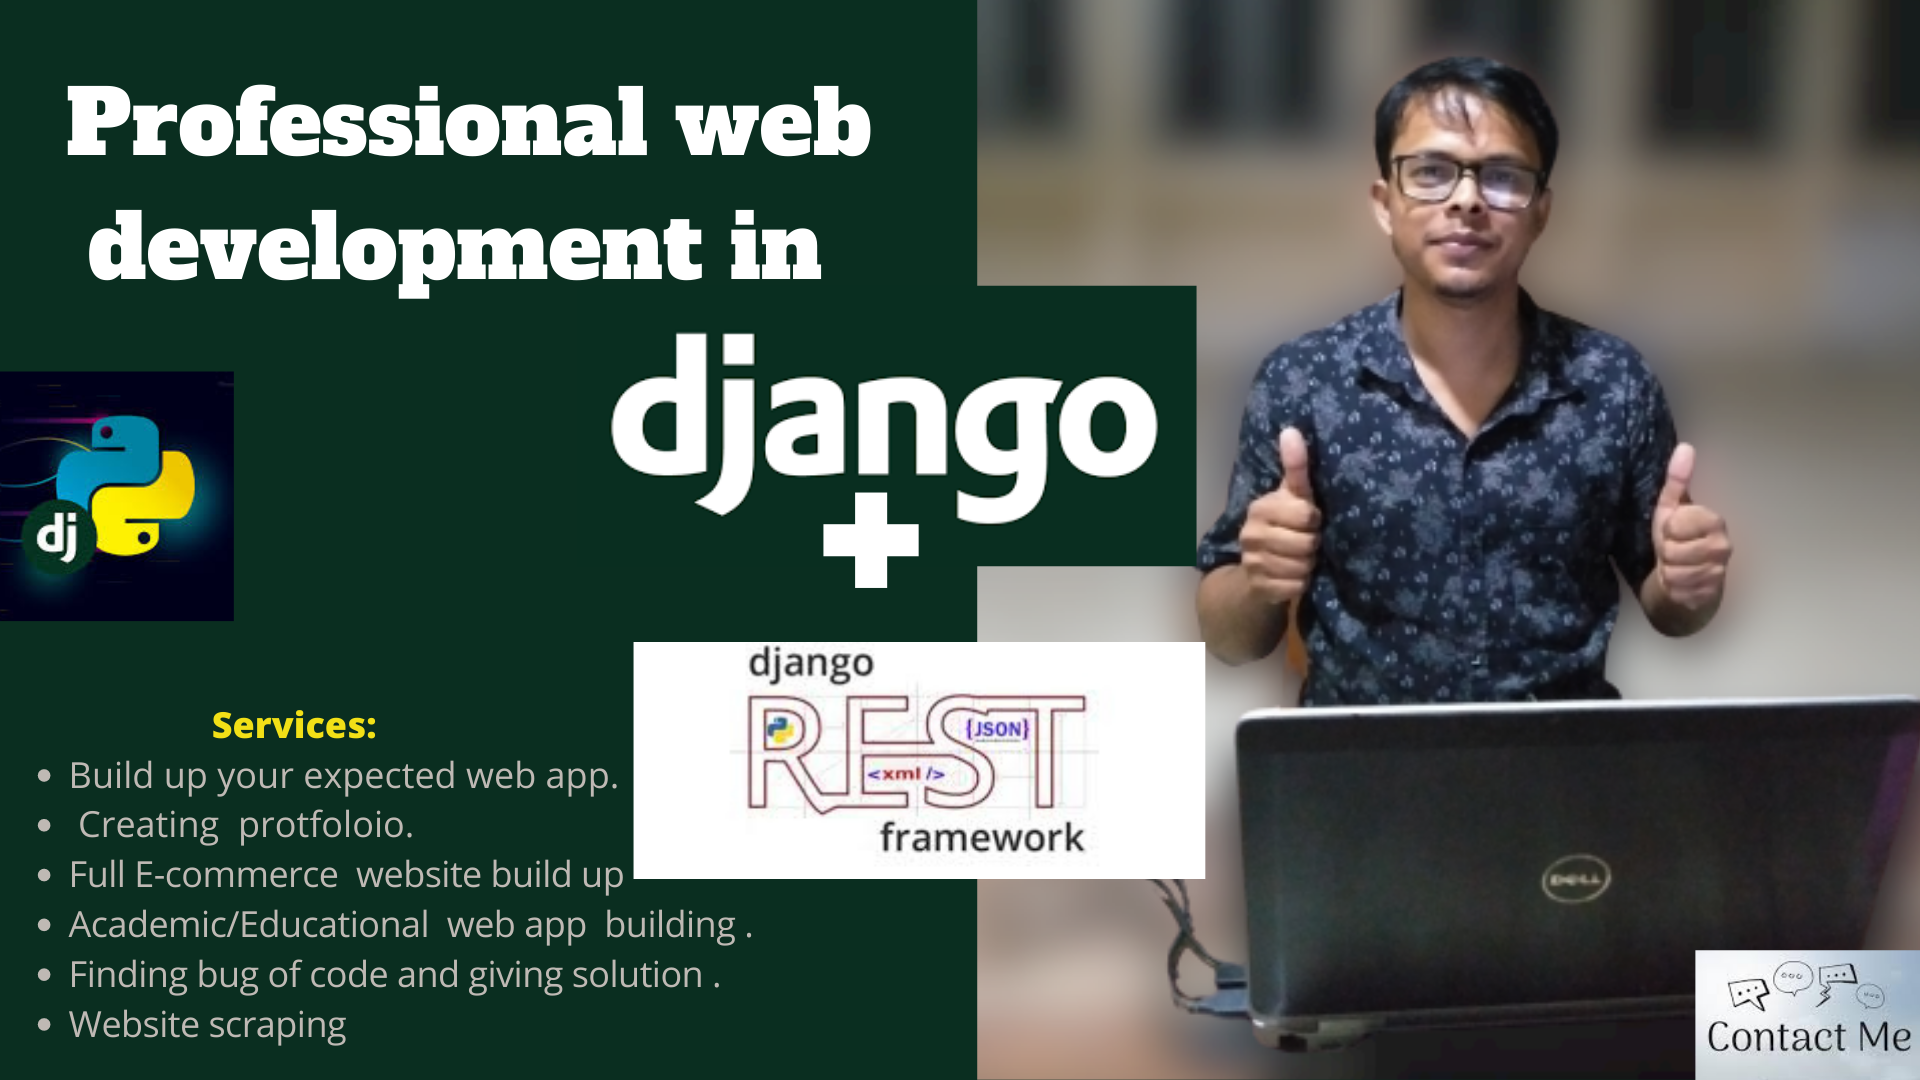 Professional web
development in
django
+
dj
django
REST
{JSON}
<xml />
framework
Services:
Build up your expected web app.
Creating protfoloio.
Full E-commerce website build up
Academic/Educational web app building .
Finding bug of code and giving solution .
Website scraping
DELL
Contact Me